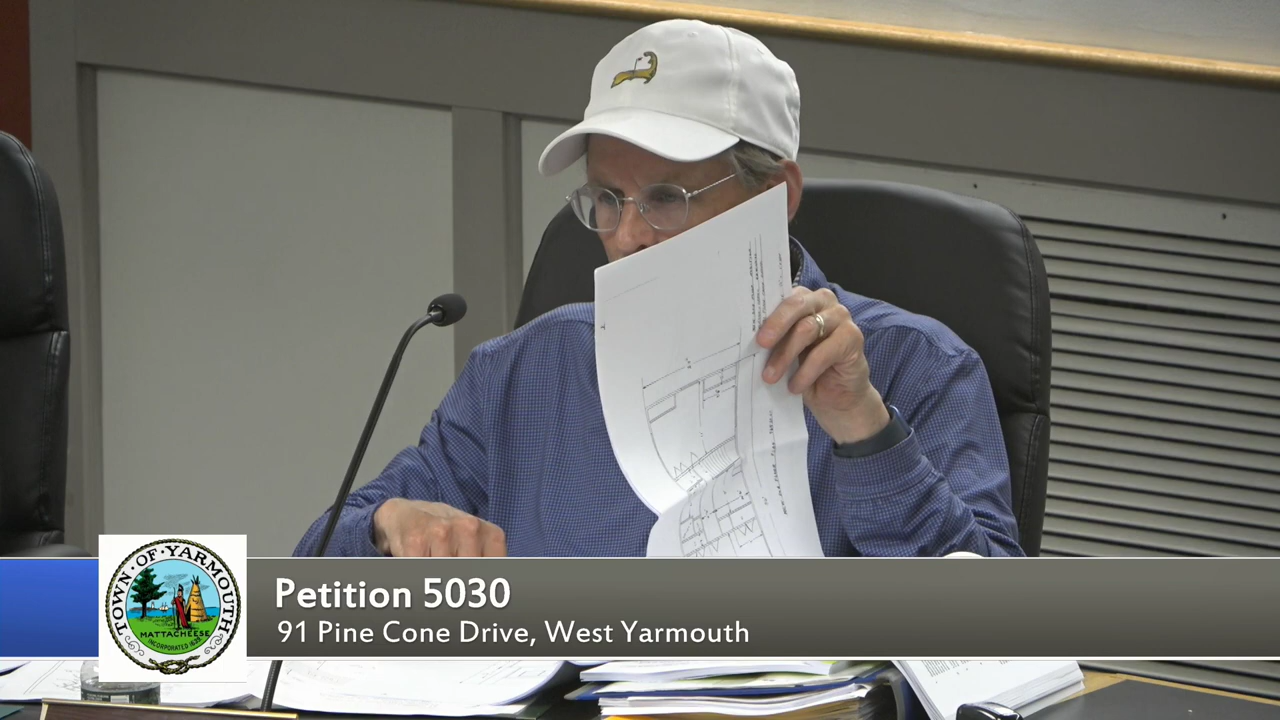 Petition 5030
91 Pine Cone Drive, West Yarmouth
TOWN OF YARMOUTH
MATTACHEESE
INCORPORATED 1639